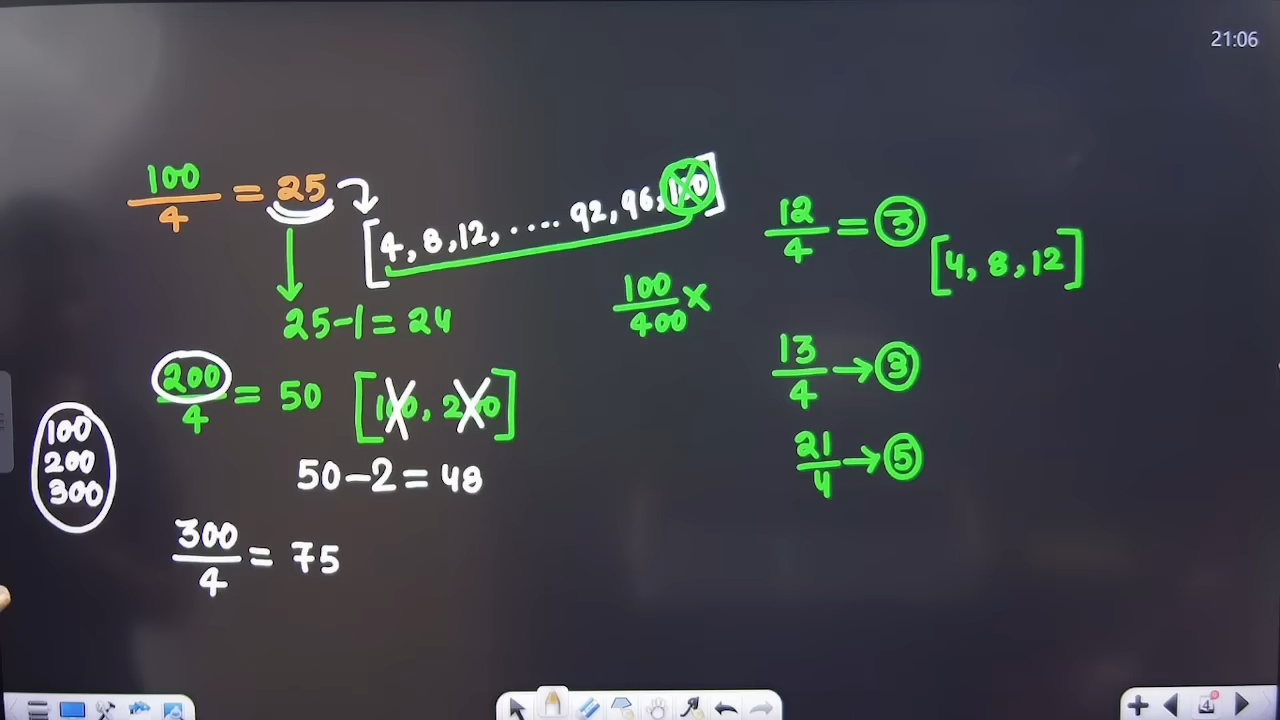 21:06
100/4 = 25
[4, 8, 12, .... 92, 96, 100]
25-1 = 24
100/400 ×
200/4 = 50 [100, 200]
50-2 = 48
100
200
300
300/4 = 75
12/4 = 3
[4, 8, 12]
13/4 → 3
21/4 → 5
4